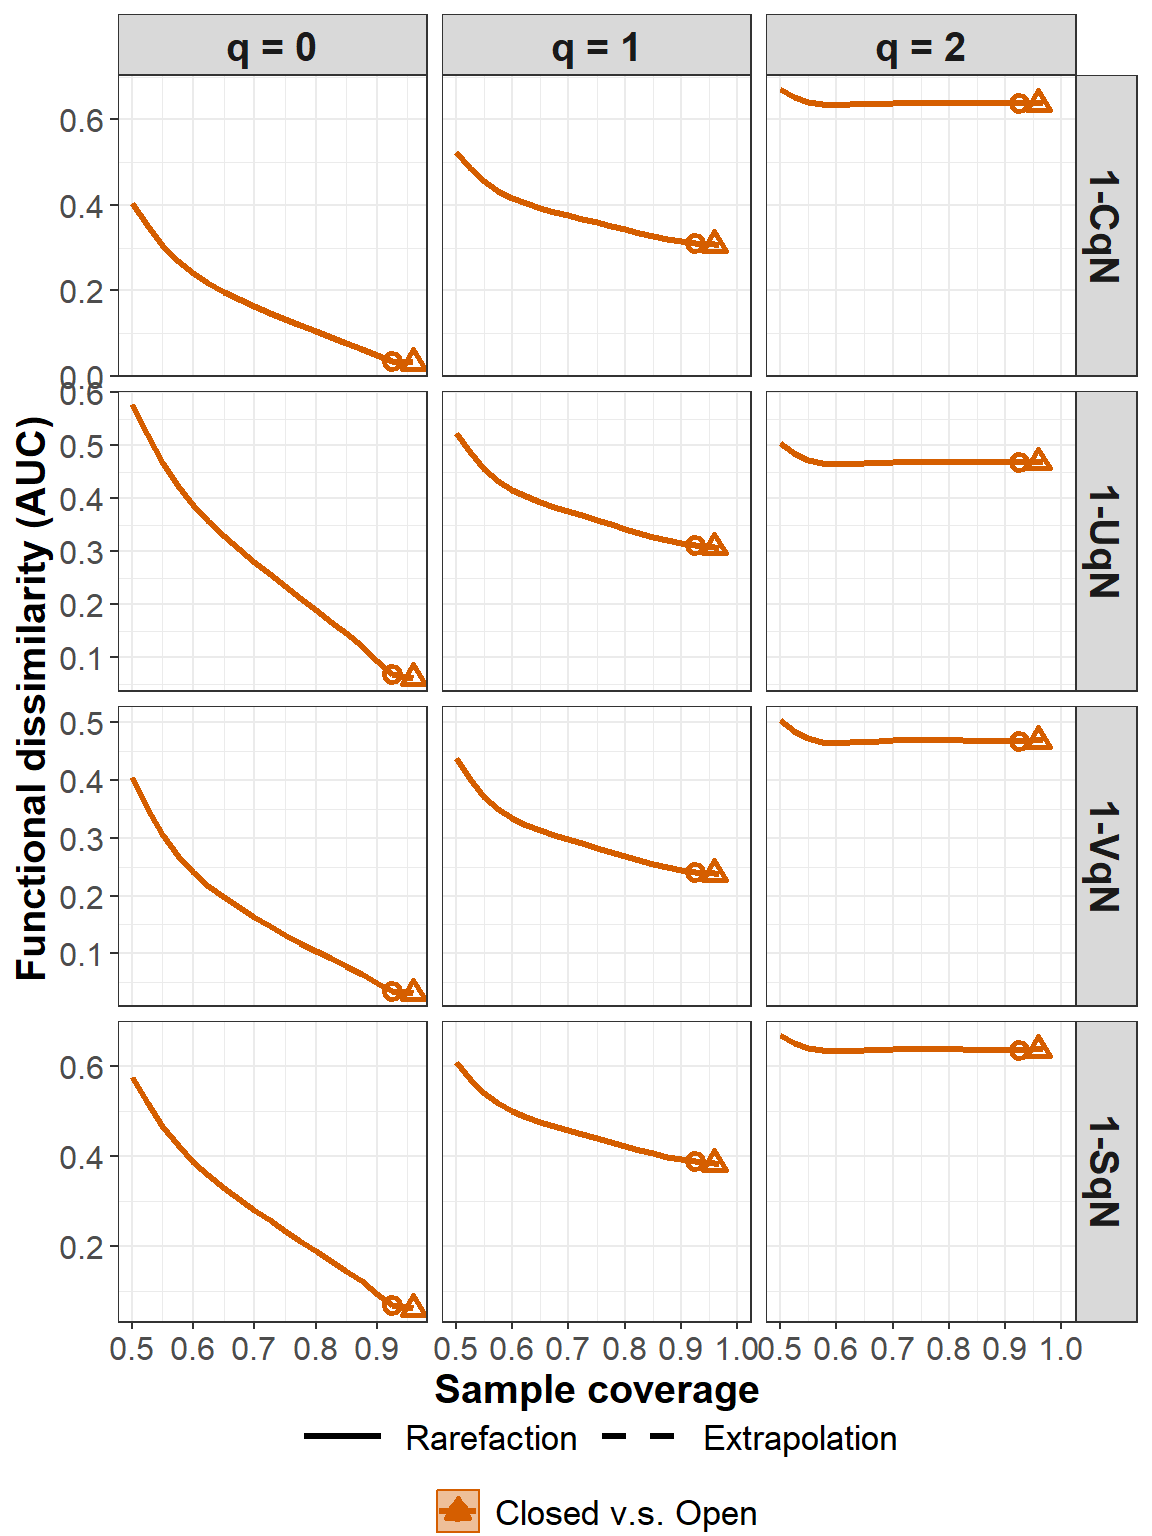 q = 0 q = 1 q = 2
0.6
0.4
0.2
0.0
1-CqN
0.6
0.5
0.4
0.3
0.2
0.1
1-UqN
Functional dissimilarity (AUC)
0.5
0.4
0.3
0.2
0.1
1-VqN
0.6
0.4
0.2
1-SqN
0.5 0.6 0.7 0.8 0.9 0.5 0.6 0.7 0.8 0.9 1.0 0.5 0.6 0.7 0.8 0.9 1.0
Sample coverage
Rarefaction Extrapolation
Closed v.s. Open